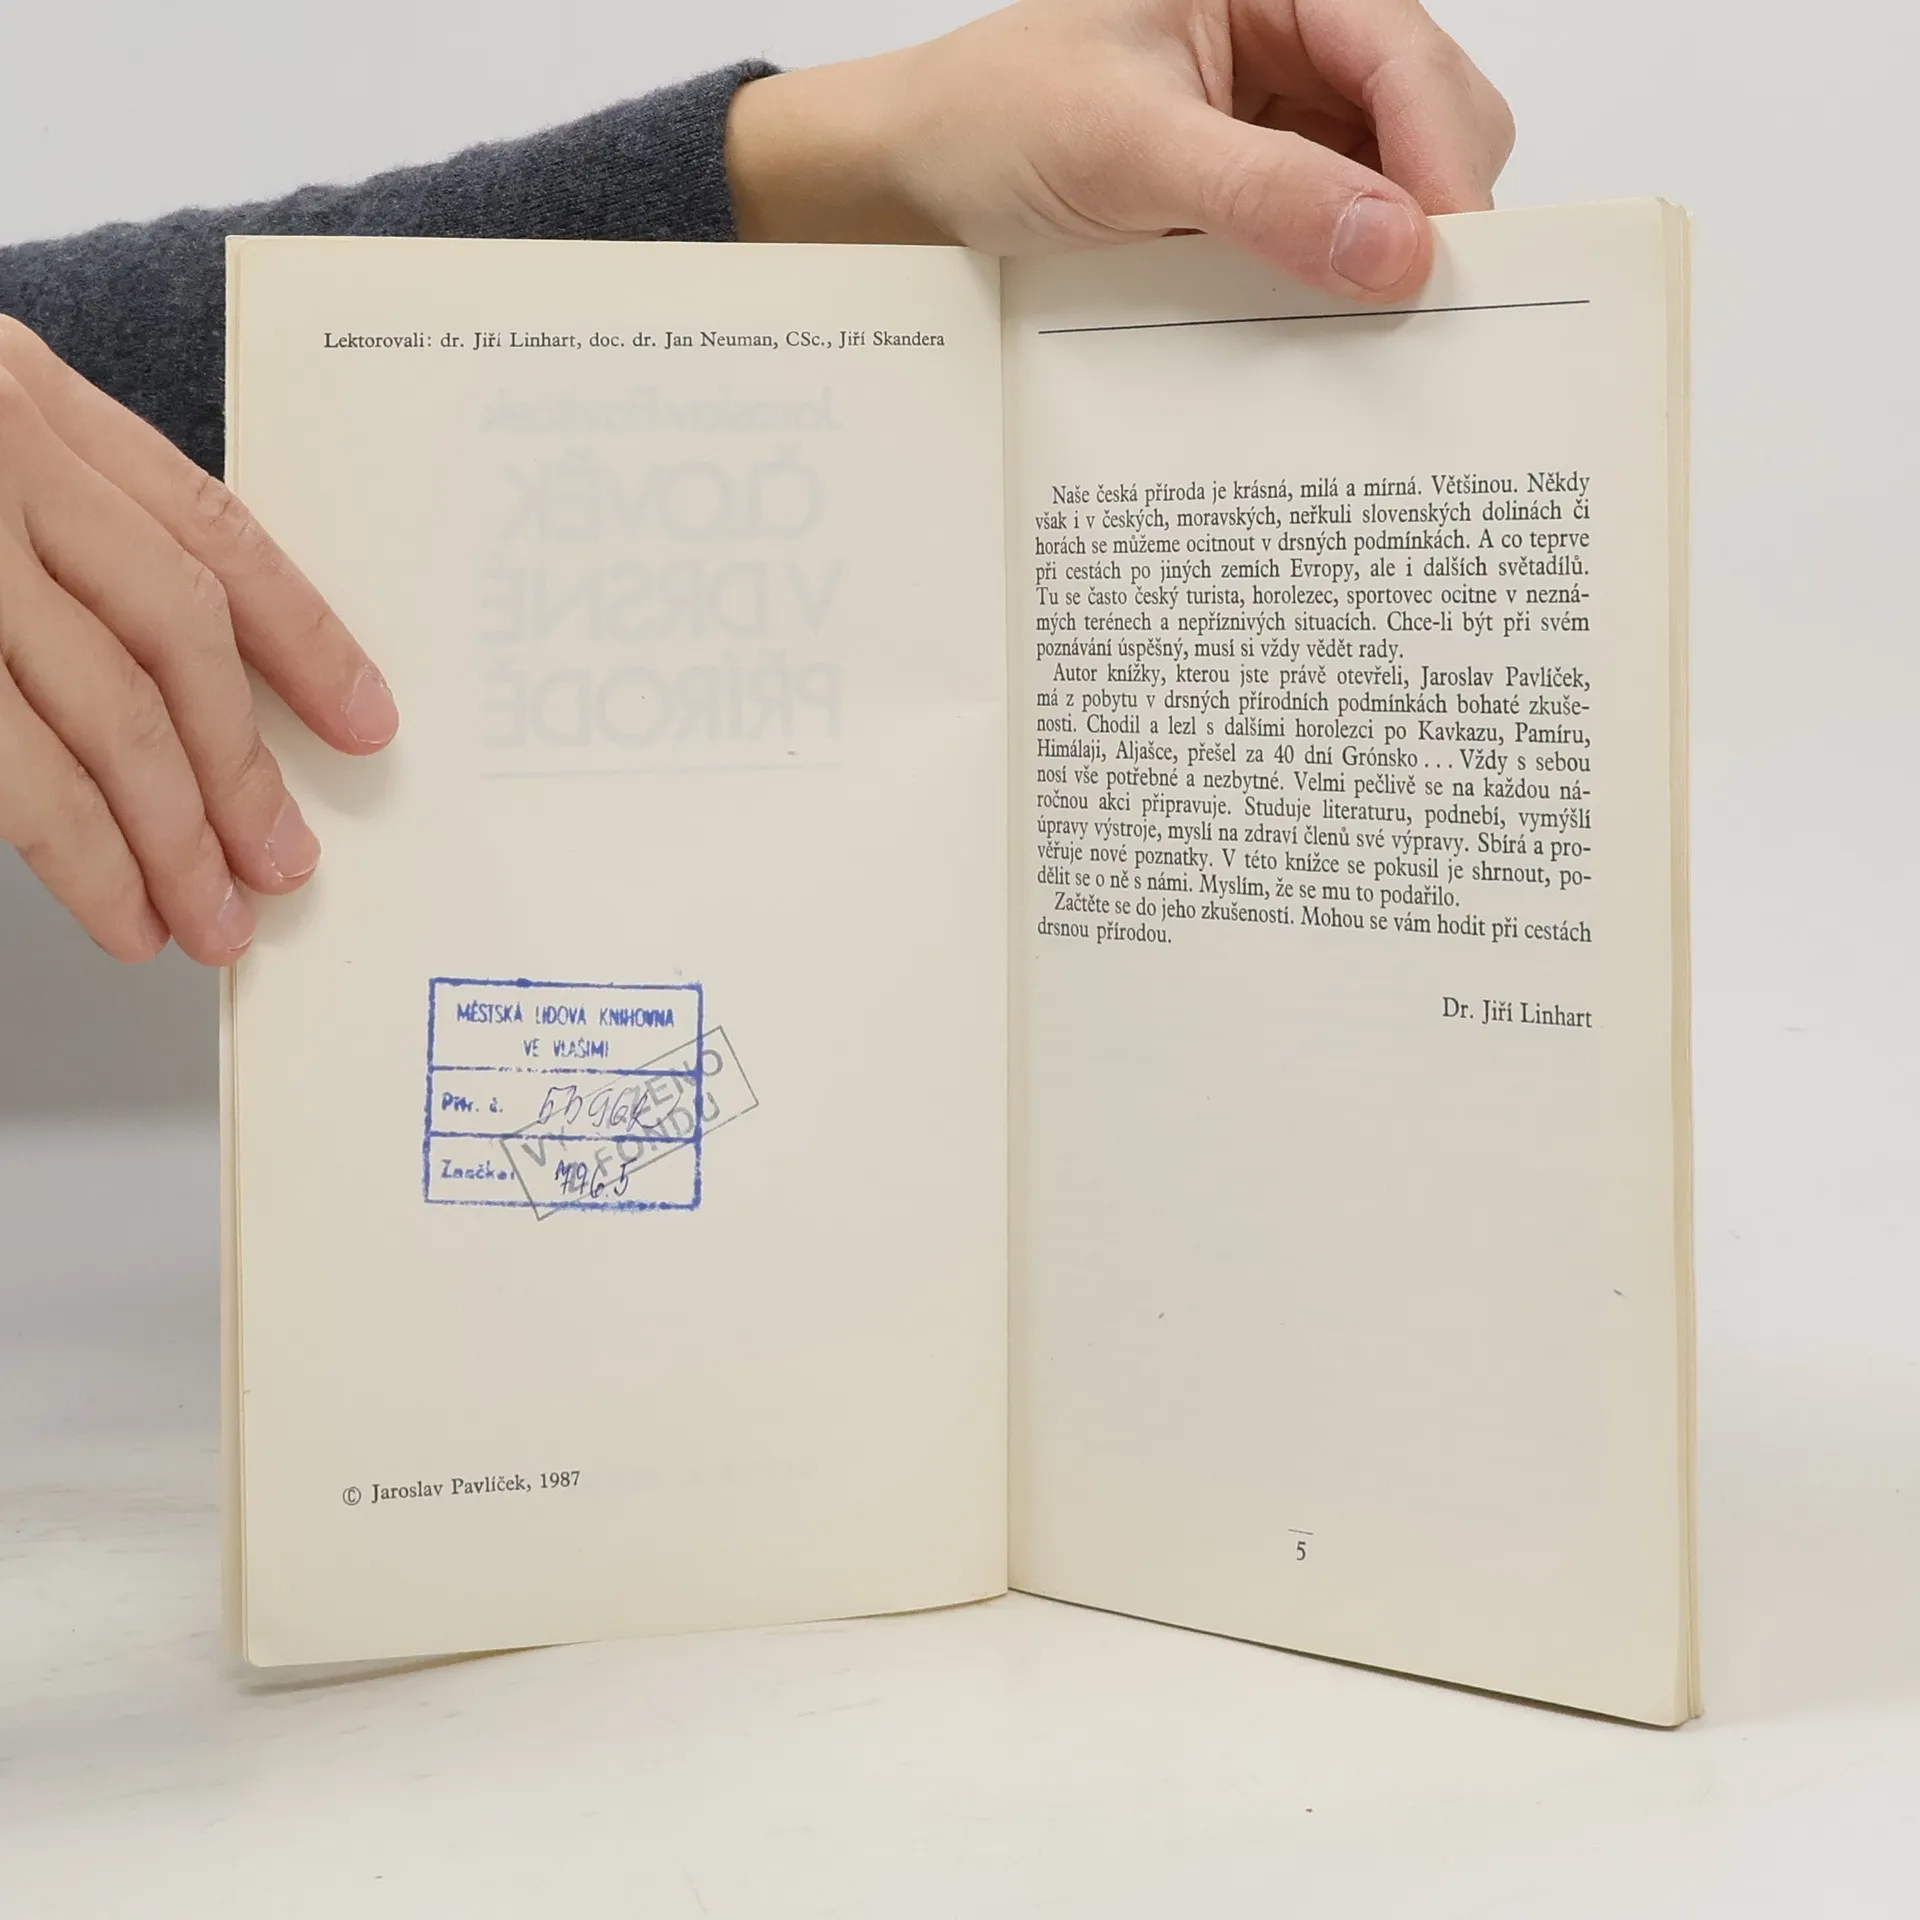 Lektorovali: dr. Jiří Linhart, doc. dr. Jan Neuman, CSc., Jiří Skandera
Jaroslav Pavlíček
ČLOVĚK
V DRSNÉ
PŘÍRODĚ
MĚSTSKÁ LIDOVÁ KNIHOVNA
VE VLAŠIMI
Přír. č.
ZENO
FONDU
Značka: 796.5
© Jaroslav Pavlíček, 1987
Naše česká příroda je krásná, milá a mírná. Většinou. Někdy
však i v českých, moravských, neřkuli slovenských dolinách či
horách se můžeme ocitnout v drsných podmínkách. A co teprve
při cestách po jiných zemích Evropy, ale i dalších světadílů.
Tu se často český turista, horolezec, sportovec ocitne v nezná-
mých terénech a nepříznivých situacích. Chce-li být při svém
poznávání úspěšný, musí si vždy vědět rady.
Autor knížky, kterou jste právě otevřeli, Jaroslav Pavlíček,
má z pobytu v drsných přírodních podmínkách bohaté zkuše-
nosti. Chodil a lezl s dalšími horolezci po Kavkazu, Pamíru,
Himálaji, Aljašce, přešel za 40 dní Grónsko... Vždy s sebou
nosí vše potřebné a nezbytné. Velmi pečlivě se na každou ná-
ročnou akci připravuje. Studuje literaturu, podnebí, vymýšlí
úpravy výstroje, myslí na zdraví členů své výpravy. Sbírá a pro-
věřuje nové poznatky. V této knížce se pokusil je shrnout, po-
dělit se o ně s námi. Myslím, že se mu to podařilo.
Začtěte se do jeho zkušeností. Mohou se vám hodit při cestách
drsnou přírodou.
Dr. Jiří Linhart
5